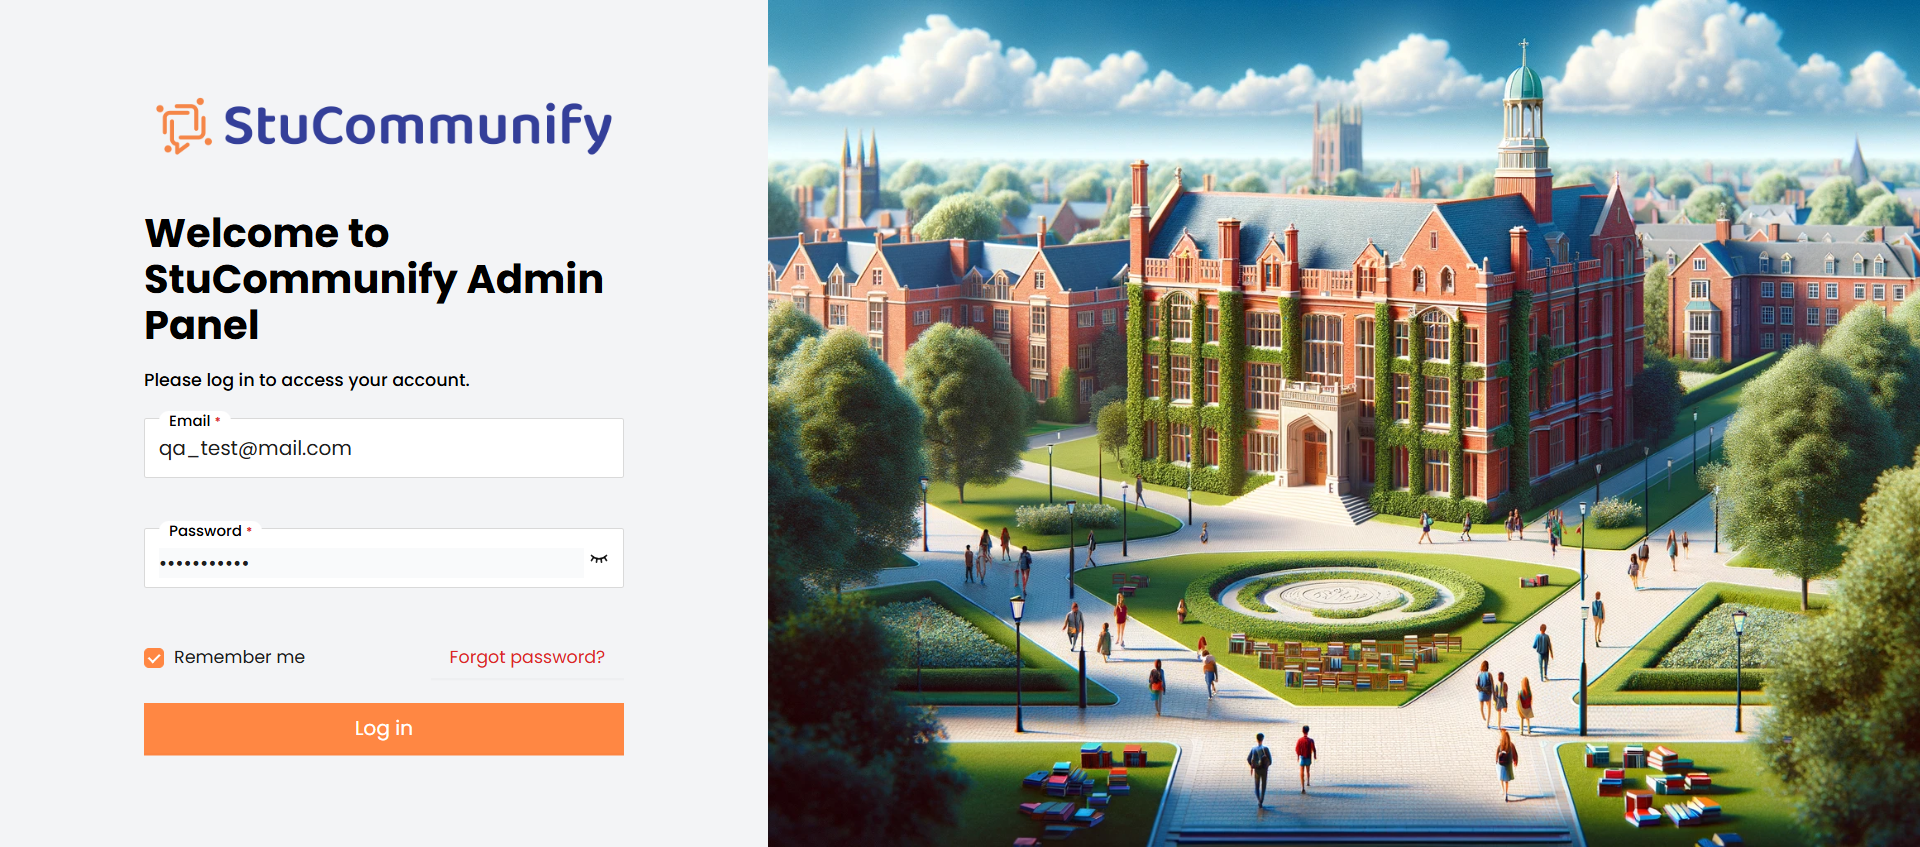 StuCommunify
Welcome to
StuCommunify Admin
Panel
Please log in to access your account.
Email *
qa_test@mail.com
Password *
•••••••••••
Remember me
Forgot password?
Log in